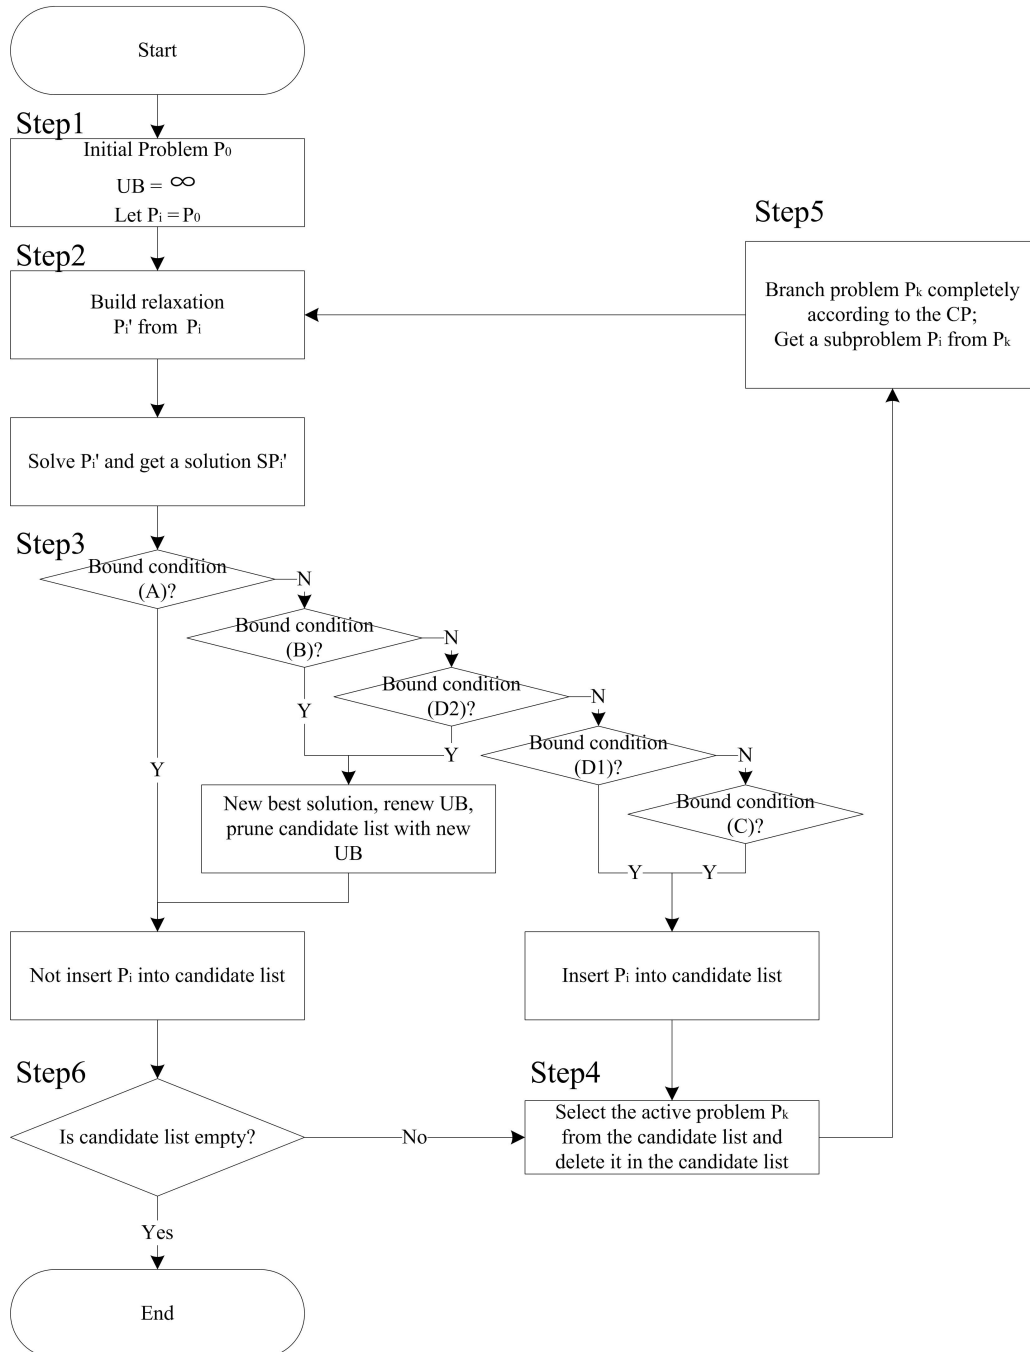 Start
Step1
Initial Problem P0
UB = ∞
Let Pi = P0
Step2
Build relaxation
Pi' from Pi
Step5
Branch problem Pk completely
according to the CP;
Get a subproblem Pi from Pk
Solve Pi' and get a solution SPi'
Step3
Bound condition
(A)?
N
Bound condition
(B)?
N
Bound condition
(D2)?
N
Bound condition
(D1)?
N
Bound condition
(C)?
Y
Y
Y
New best solution, renew UB,
prune candidate list with new
UB
Y
Y
Not insert Pi into candidate list
Insert Pi into candidate list
Step6
Is candidate list empty?
No
Step4
Select the active problem Pk
from the candidate list and
delete it in the candidate list
Yes
End